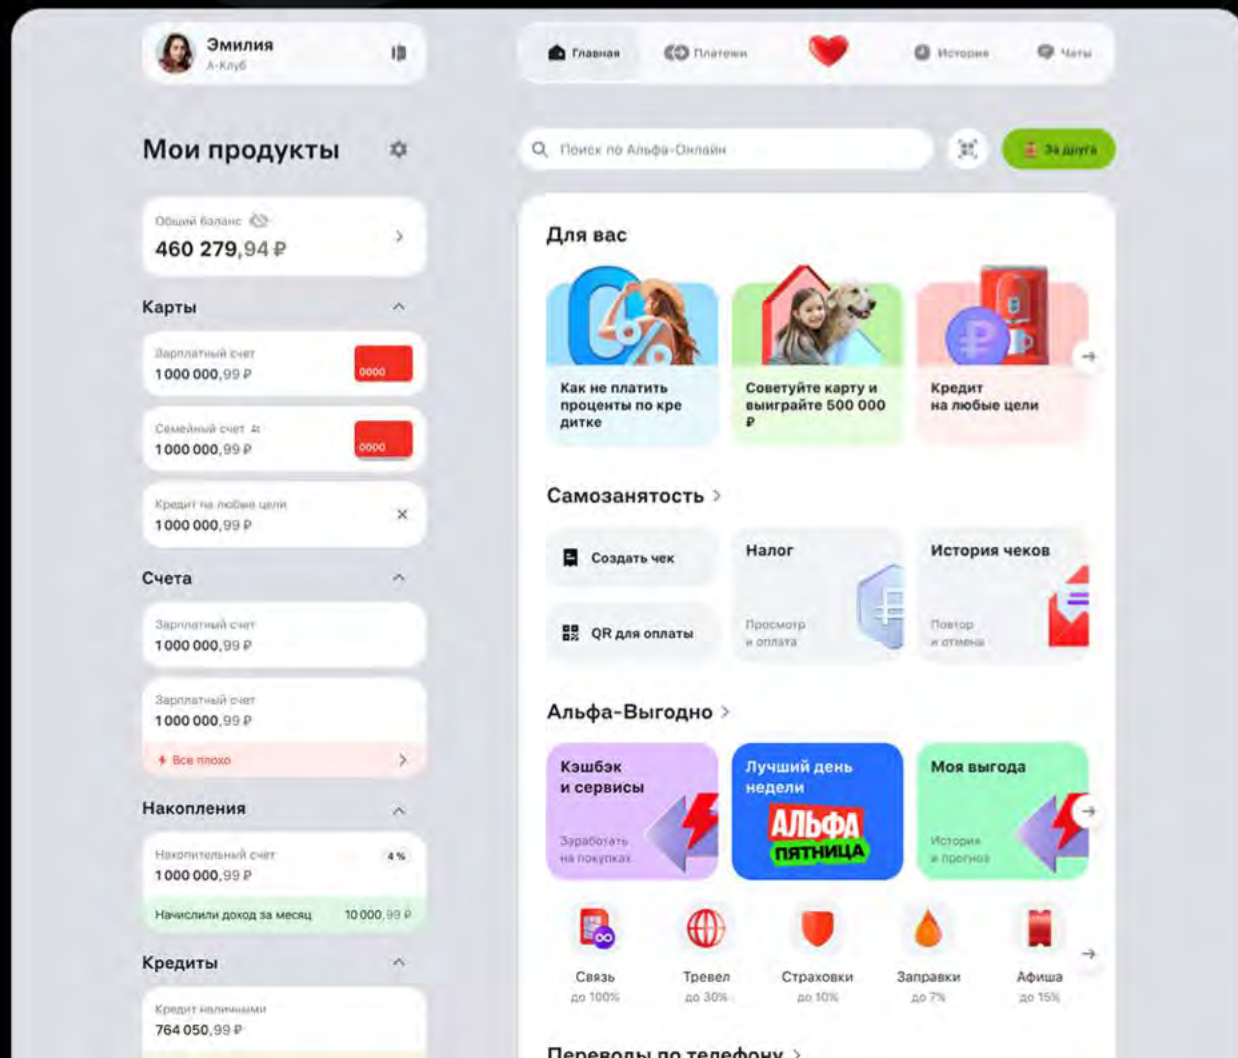 Эмилия
А-Клуб
Главная
Платежи
История
Чаты
Мои продукты
Поиск по Альфа-Онлайн
За друга
Общий баланс
460 279,94 ₽
Карты
Зарплатный счёт
1 000 000,99 ₽
0000
Семейный счёт
1 000 000,99 ₽
0000
Кредит на любые цели
1 000 000,99 ₽
Счета
Зарплатный счёт
1 000 000,99 ₽
Зарплатный счёт
1 000 000,99 ₽
Все плохо
Накопления
Накопительный счёт
4 %
1 000 000,99 ₽
Начислили доход за месяц
10 000,99 ₽
Кредиты
Кредит наличными
764 050,99 ₽
Для вас
Как не платить
проценты по кре
дитке
Советуйте карту и
выиграйте 500 000
₽
Кредит
на любые цели
Самозанятость
Создать чек
QR для оплаты
Налог
Просмотр
и оплата
История чеков
Повтор
и отмена
Альфа-Выгодно
Кэшбэк
и сервисы
Заработать
на покупках
Лучший день
недели
АЛЬФА
ПЯТНИЦА
Моя выгода
История
и прогноз
Связь
до 100%
Тревел
до 30%
Страховки
до 10%
Заправки
до 7%
Афиша
до 15%
Переводы по телефону